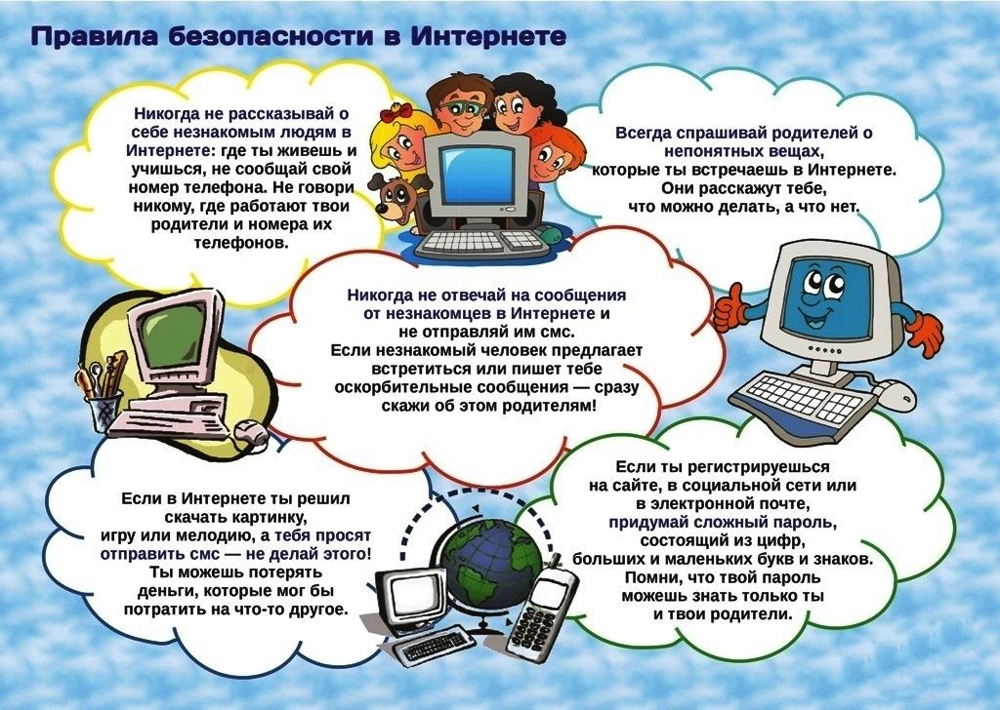 Правила безопасности в Интернете
Никогда не рассказывай о
себе незнакомым людям в
Интернете: где ты живешь и
учишься, не сообщай свой
номер телефона. Не говори
никому, где работают твои
родители и номера их
телефонов.
Всегда спрашивай родителей о
непонятных вещах,
которые ты встречаешь в Интернете.
Они расскажут тебе,
что можно делать, а что нет.
Никогда не отвечай на сообщения
от незнакомцев в Интернете и
не отправляй им смс.
Если незнакомый человек предлагает
встретиться или пишет тебе
оскорбительные сообщения — сразу
скажи об этом родителям!
Если в Интернете ты решил
скачать картинку,
игру или мелодию, а тебя просят
отправить смс — не делай этого!
Ты можешь потерять
деньги, которые мог бы
потратить на что-то другое.
Если ты регистрируешься
на сайте, в социальной сети или
в электронной почте,
придумай сложный пароль,
состоящий из цифр,
больших и маленьких букв и знаков.
Помни, что твой пароль
можешь знать только ты
и твои родители.